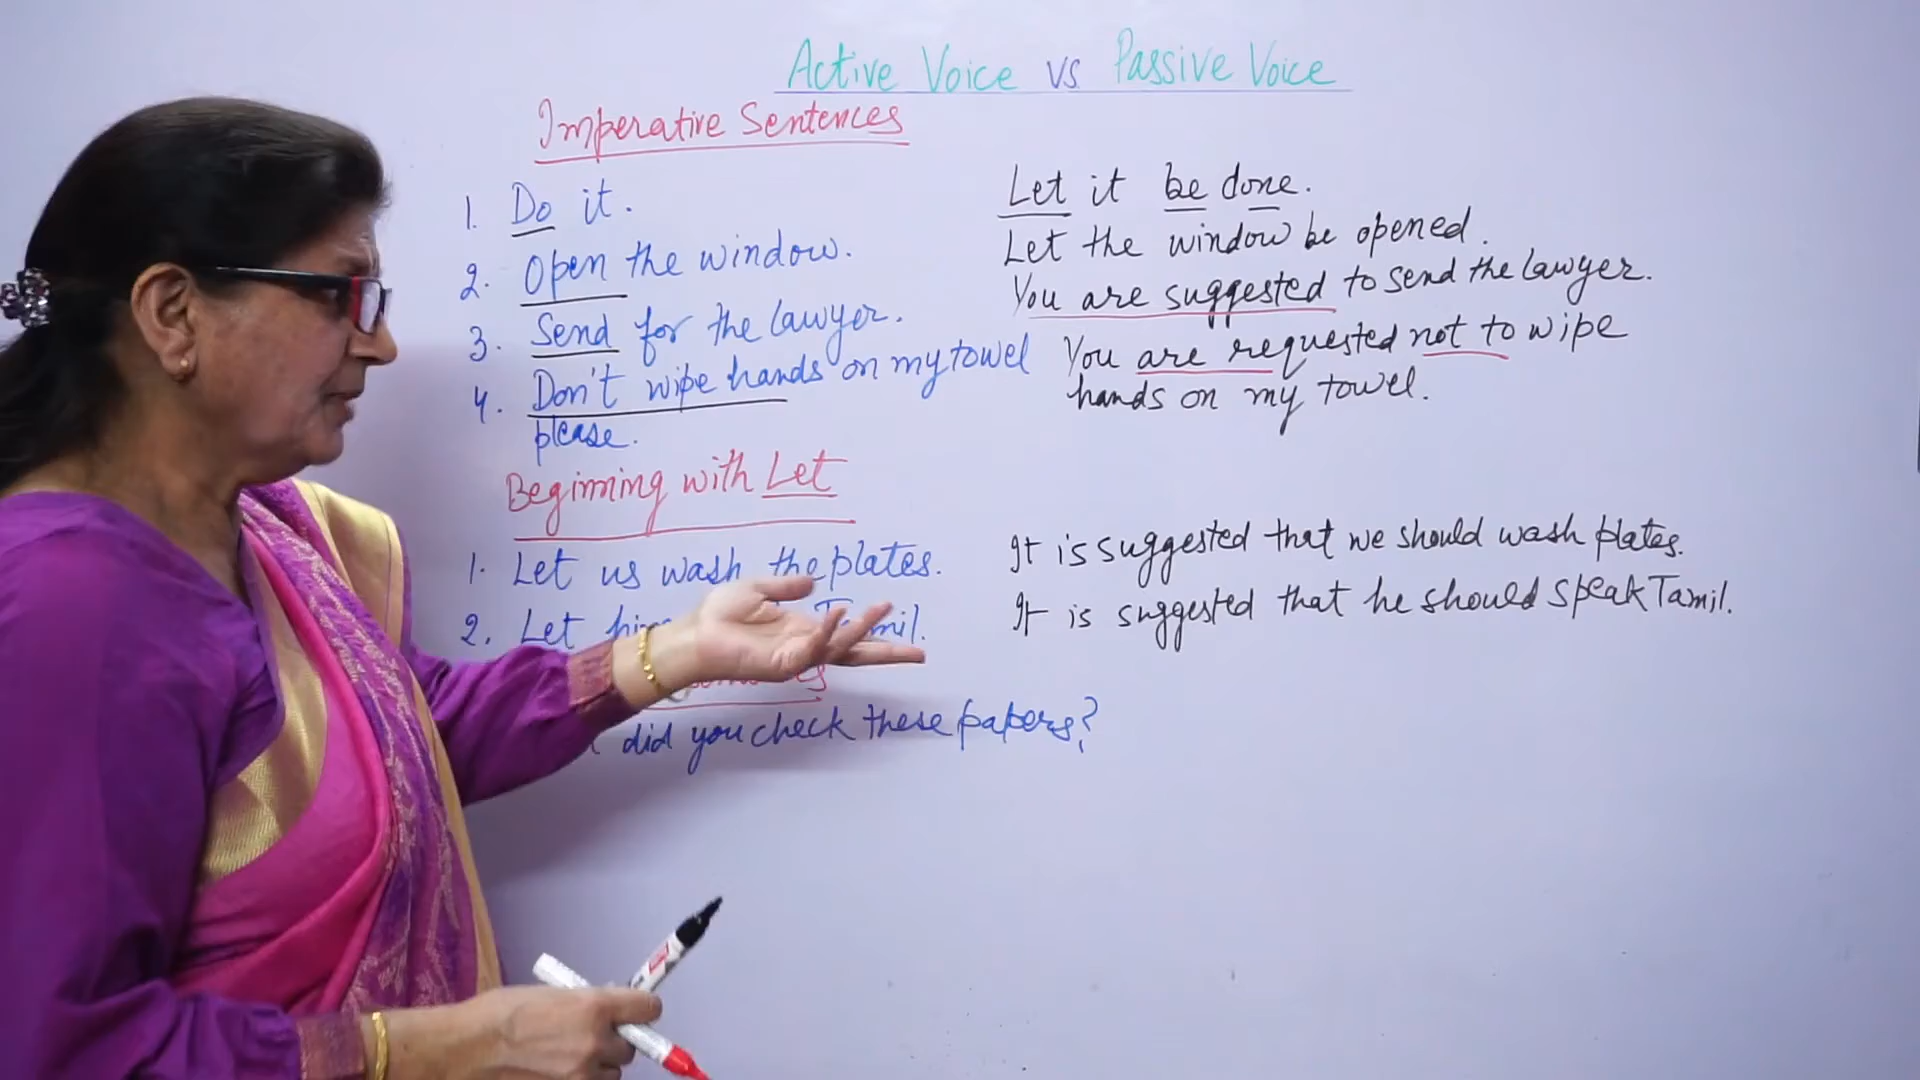 Active Voice vs Passive Voice
Imperative Sentences
1. Do it.
Let it be done.
2. Open the window.
Let the window be opened.
3. Send for the lawyer.
You are suggested to send the lawyer.
4. Don't wipe hands on my towel
please.
You are requested not to wipe
hands on my towel.
Beginning with Let
1. Let us wash the plates.
It is suggested that we should wash plates.
2. Let him
It is suggested that he should speak Tamil.
did you check these papers?